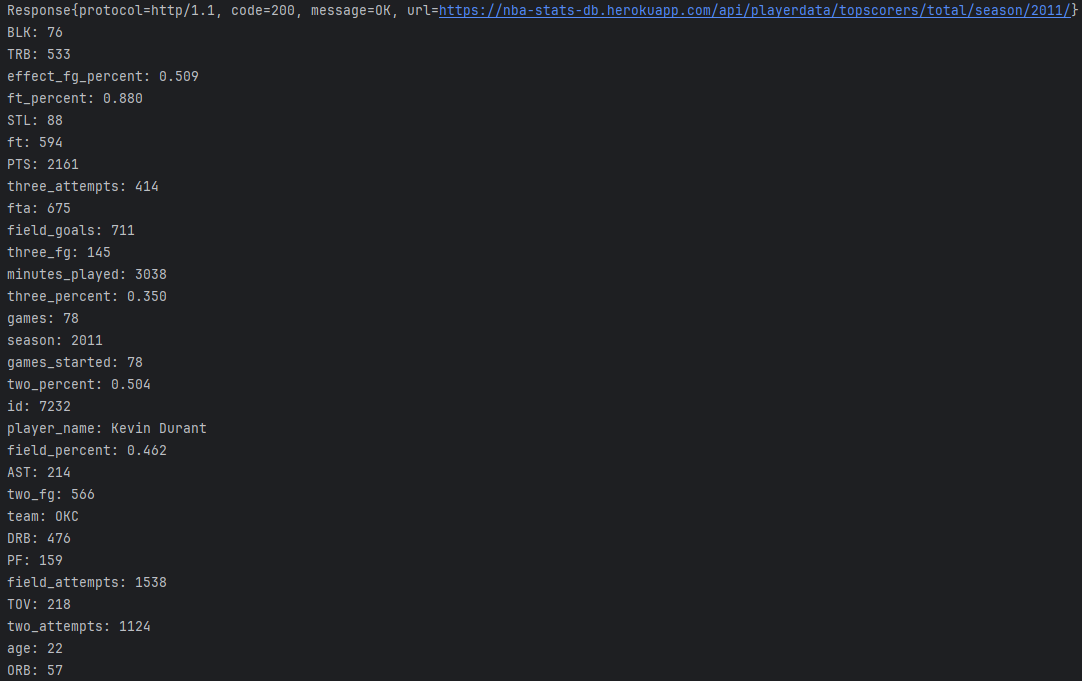 Response{protocol=http/1.1, code=200, message=OK, url=https://nba-stats-db.herokuapp.com/api/playerdata/topscorers/total/season/2011/}
BLK: 76
TRB: 533
effect_fg_percent: 0.509
ft_percent: 0.880
STL: 88
ft: 594
PTS: 2161
three_attempts: 414
fta: 675
field_goals: 711
three_fg: 145
minutes_played: 3038
three_percent: 0.350
games: 78
season: 2011
games_started: 78
two_percent: 0.504
id: 7232
player_name: Kevin Durant
field_percent: 0.462
AST: 214
two_fg: 566
team: OKC
DRB: 476
PF: 159
field_attempts: 1538
TOV: 218
two_attempts: 1124
age: 22
ORB: 57